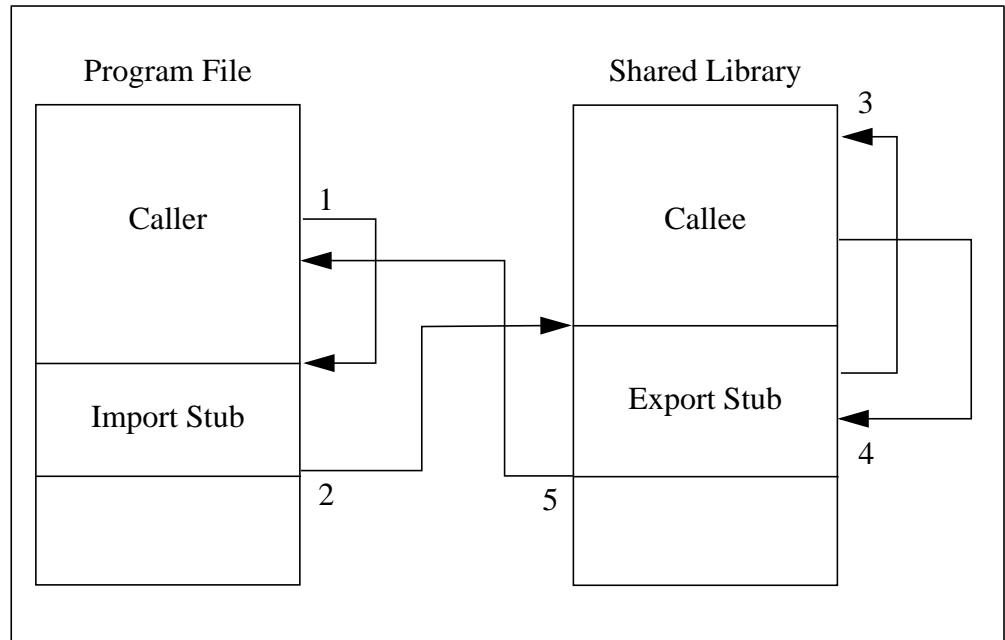 Program File
Shared Library
3
1
Caller
Callee
Export Stub
Import Stub
4
2
5